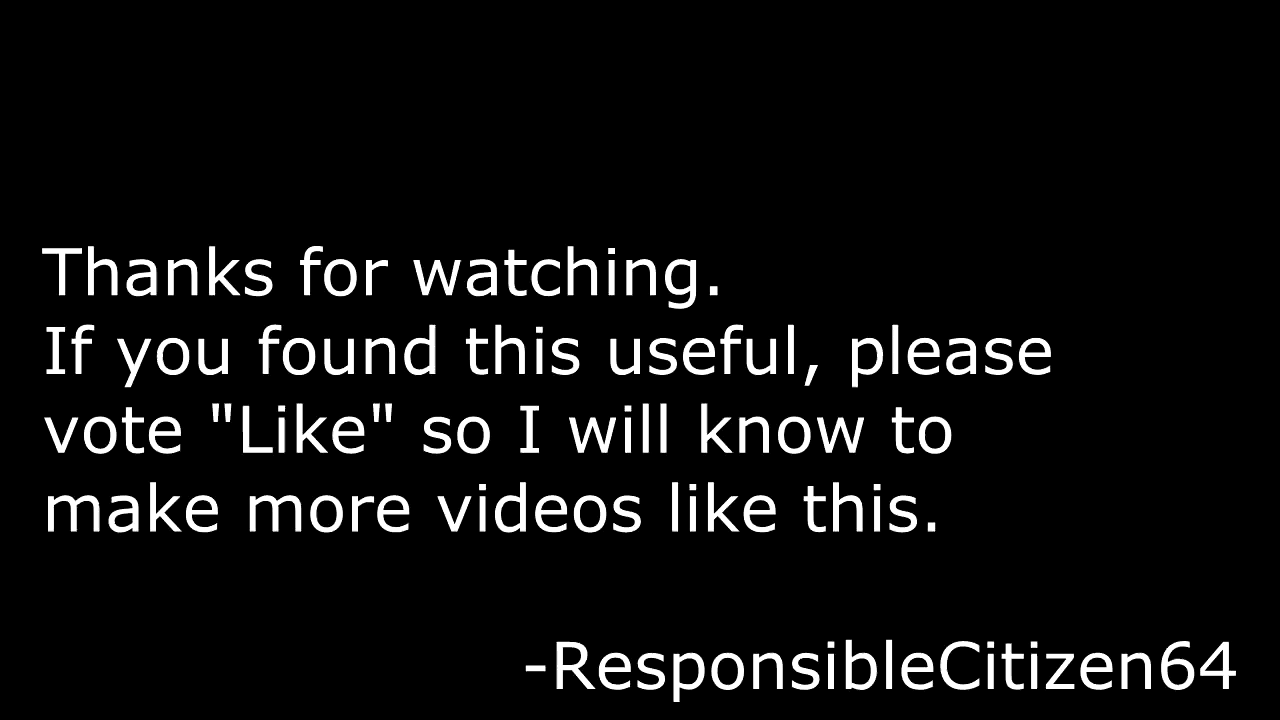 Thanks for watching.
If you found this useful, please
vote "Like" so I will know to
make more videos like this.
-ResponsibleCitizen64